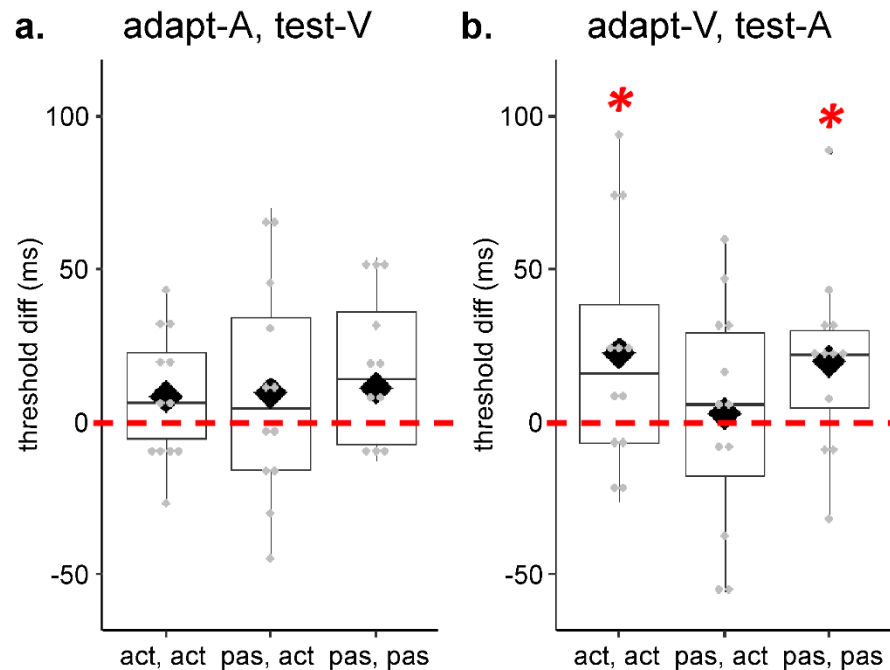 a. adapt-A, test-V
threshold diff (ms)
100
50
0
-50
act, act pas, act pas, pas
b. adapt-V, test-A
threshold diff (ms)
*
*
100
50
0
-50
act, act pas, act pas, pas